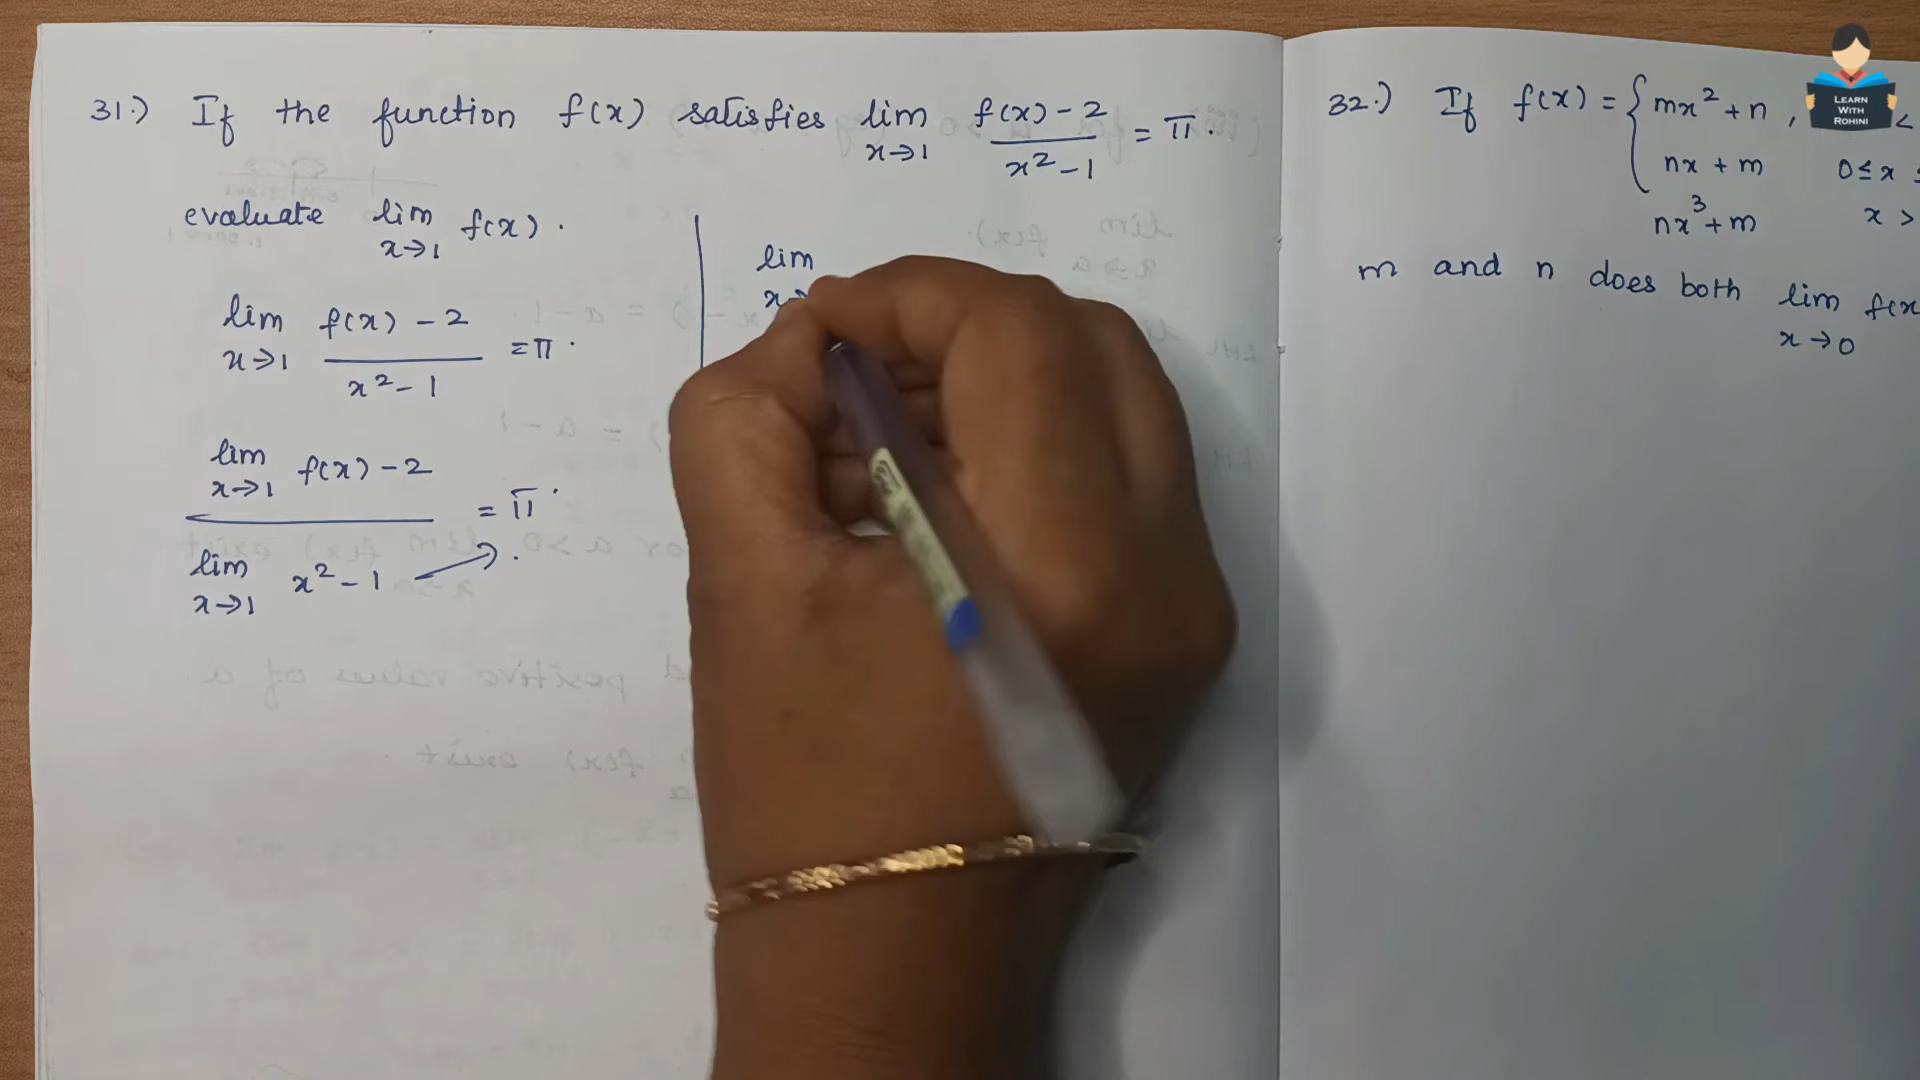 31.) If the function f(x) satisfies lim x→1 f(x) - 2 / x² - 1 = π.
evaluate lim x→1 f(x).
lim x→1 f(x) - 2 / x² - 1 = π.
lim x→1 f(x) - 2 / lim x→1 x² - 1 = π.
lim
x→
32.) If f(x) = { mx² + n, <
nx + m 0 ≤ x ≤
nx³ + m x >
m and n does both lim x→0 f(x
LEARN
WITH
ROHINI